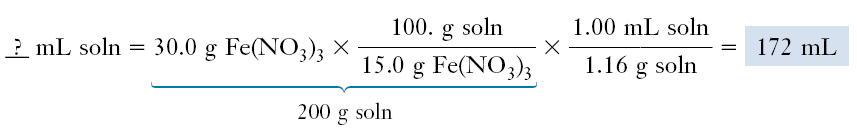 ? mL soln = 30.0 g Fe(NO₃)₃ × 100. g soln / 15.0 g Fe(NO₃)₃ × 1.00 mL soln / 1.16 g soln = 172 mL
200 g soln